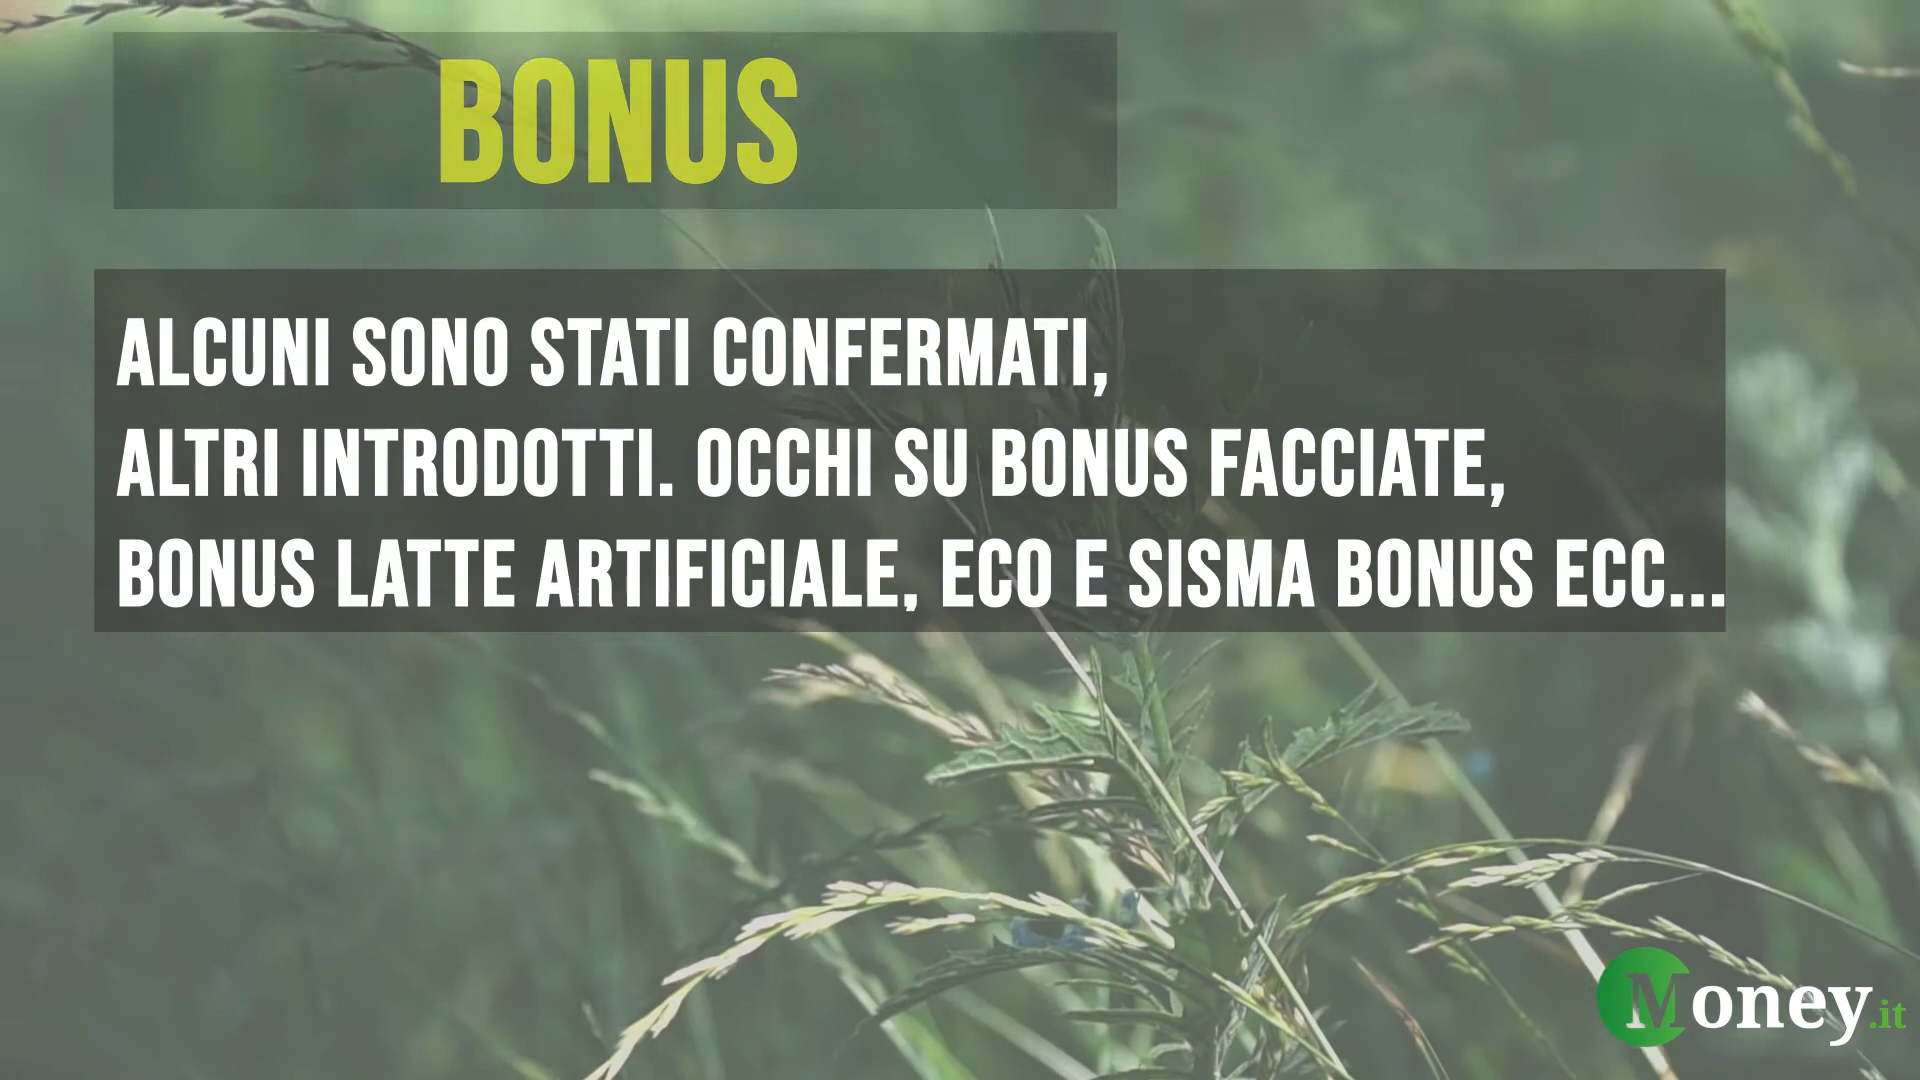 BONUS
ALCUNI SONO STATI CONFERMATI,
ALTRI INTRODOTTI. OCCHI SU BONUS FACCIATE,
BONUS LATTE ARTIFICIALE, ECO E SISMA BONUS ECC...
Money.it